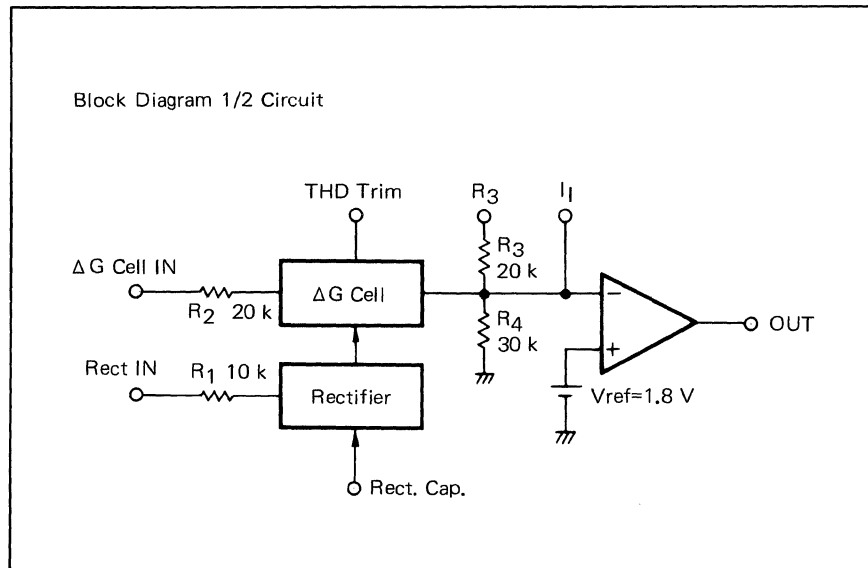 Block Diagram 1/2 Circuit
THD Trim
R3
I1
ΔG Cell IN
R2 20 k
ΔG Cell
R3
20 k
R4
30 k
OUT
Rect IN
R1 10 k
Rectifier
Vref=1.8 V
Rect. Cap.
−
+